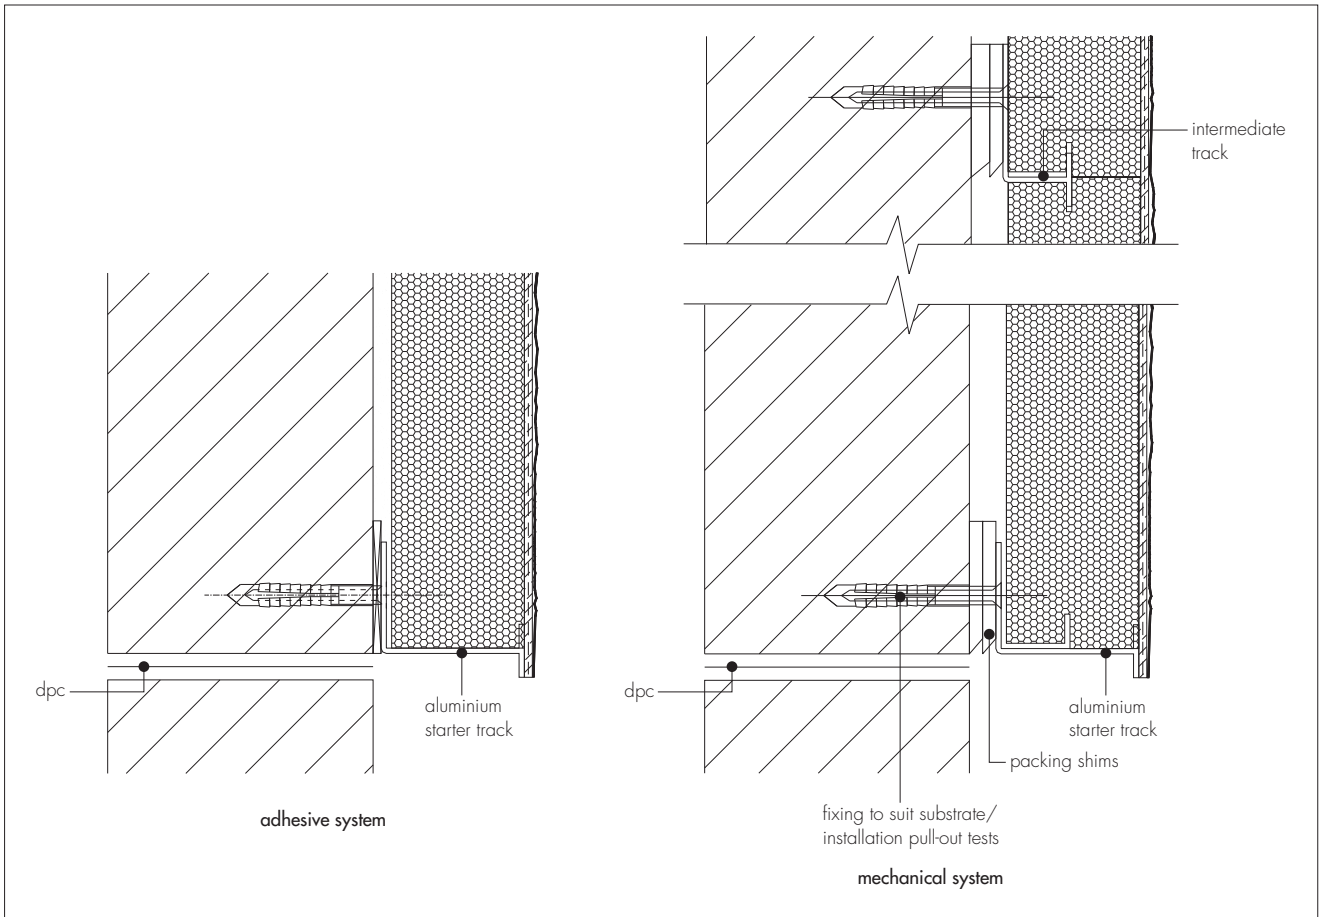 intermediate
track
dpc
aluminium
starter track
adhesive system
dpc
aluminium
starter track
packing shims
fixing to suit substrate/
installation pull-out tests
mechanical system